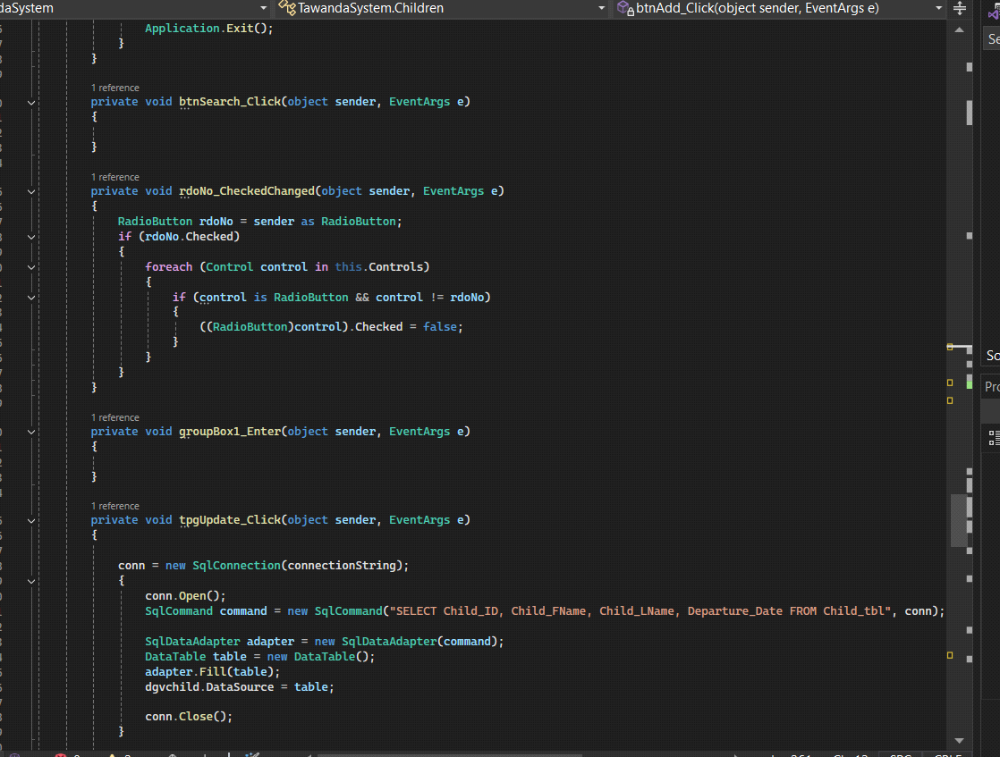 daSystem
TawandaSystem.Children
btnAdd_Click(object sender, EventArgs e)
Application.Exit();
}
}
1 reference
private void btnSearch_Click(object sender, EventArgs e)
{
}
1 reference
private void rdoNo_CheckedChanged(object sender, EventArgs e)
{
RadioButton rdoNo = sender as RadioButton;
if (rdoNo.Checked)
{
foreach (Control control in this.Controls)
{
if (control is RadioButton && control != rdoNo)
{
((RadioButton)control).Checked = false;
}
}
}
}
1 reference
private void groupBox1_Enter(object sender, EventArgs e)
{
}
1 reference
private void tpgUpdate_Click(object sender, EventArgs e)
{
conn = new SqlConnection(connectionString);
{
conn.Open();
SqlCommand command = new SqlCommand("SELECT Child_ID, Child_FName, Child_LName, Departure_Date FROM Child_tbl", conn);
SqlDataAdapter adapter = new SqlDataAdapter(command);
DataTable table = new DataTable();
adapter.Fill(table);
dgvchild.DataSource = table;
conn.Close();
}
Se
So
Pro